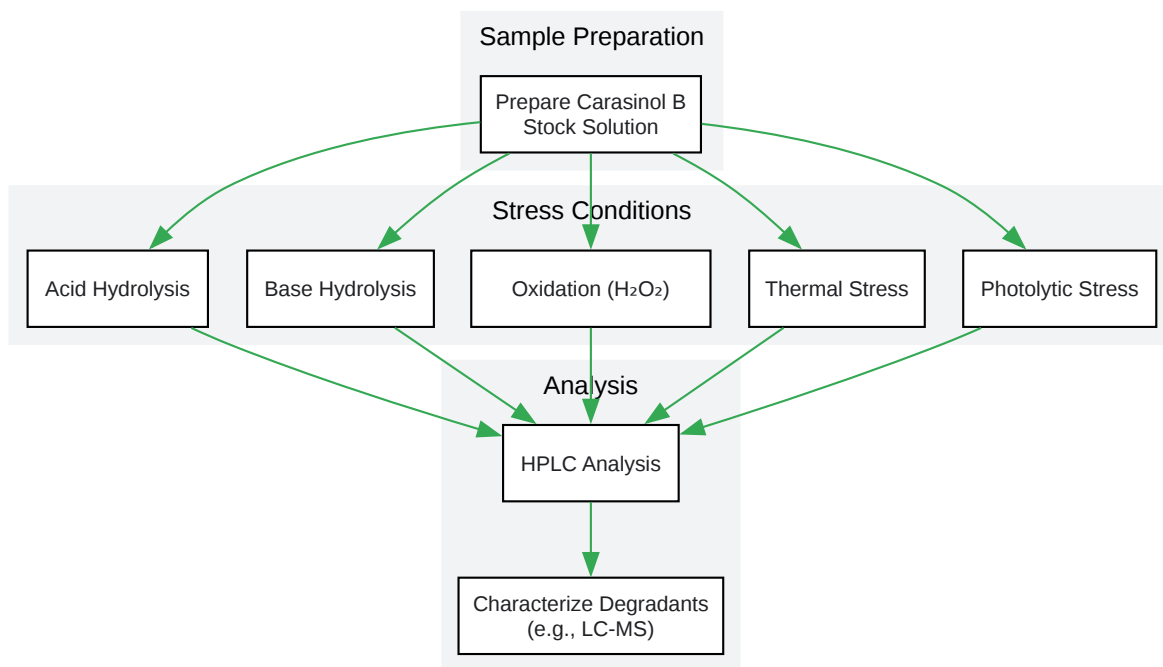 Sample Preparation
Prepare Carasinol B
Stock Solution
Stress Conditions
Acid Hydrolysis
Base Hydrolysis
Oxidation (H₂O₂)
Thermal Stress
Photolytic Stress
Analysis
HPLC Analysis
Characterize Degradants
(e.g., LC-MS)